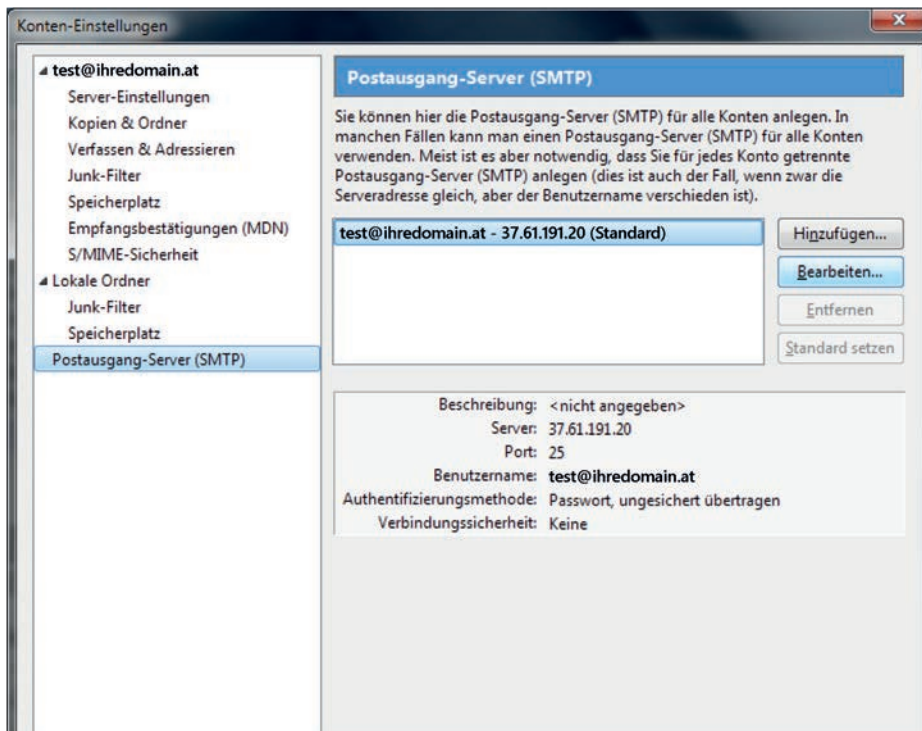 Konten-Einstellungen
test@ihredomain.at
Server-Einstellungen
Kopien & Ordner
Verfassen & Adressieren
Junk-Filter
Speicherplatz
Empfangsbestätigungen (MDN)
S/MIME-Sicherheit
Lokale Ordner
Junk-Filter
Speicherplatz
Postausgang-Server (SMTP)
Postausgang-Server (SMTP)
Sie können hier die Postausgang-Server (SMTP) für alle Konten anlegen. In
manchen Fällen kann man einen Postausgang-Server (SMTP) für alle Konten
verwenden. Meist ist es aber notwendig, dass Sie für jedes Konto getrennte
Postausgang-Server (SMTP) anlegen (dies ist auch der Fall, wenn zwar die
Serveradresse gleich, aber der Benutzername verschieden ist).
test@ihredomain.at - 37.61.191.20 (Standard)
Hinzufügen...
Bearbeiten...
Entfernen
Standard setzen
Beschreibung: <nicht angegeben>
Server: 37.61.191.20
Port: 25
Benutzername: test@ihredomain.at
Authentifizierungsmethode: Passwort, ungesichert übertragen
Verbindungssicherheit: Keine